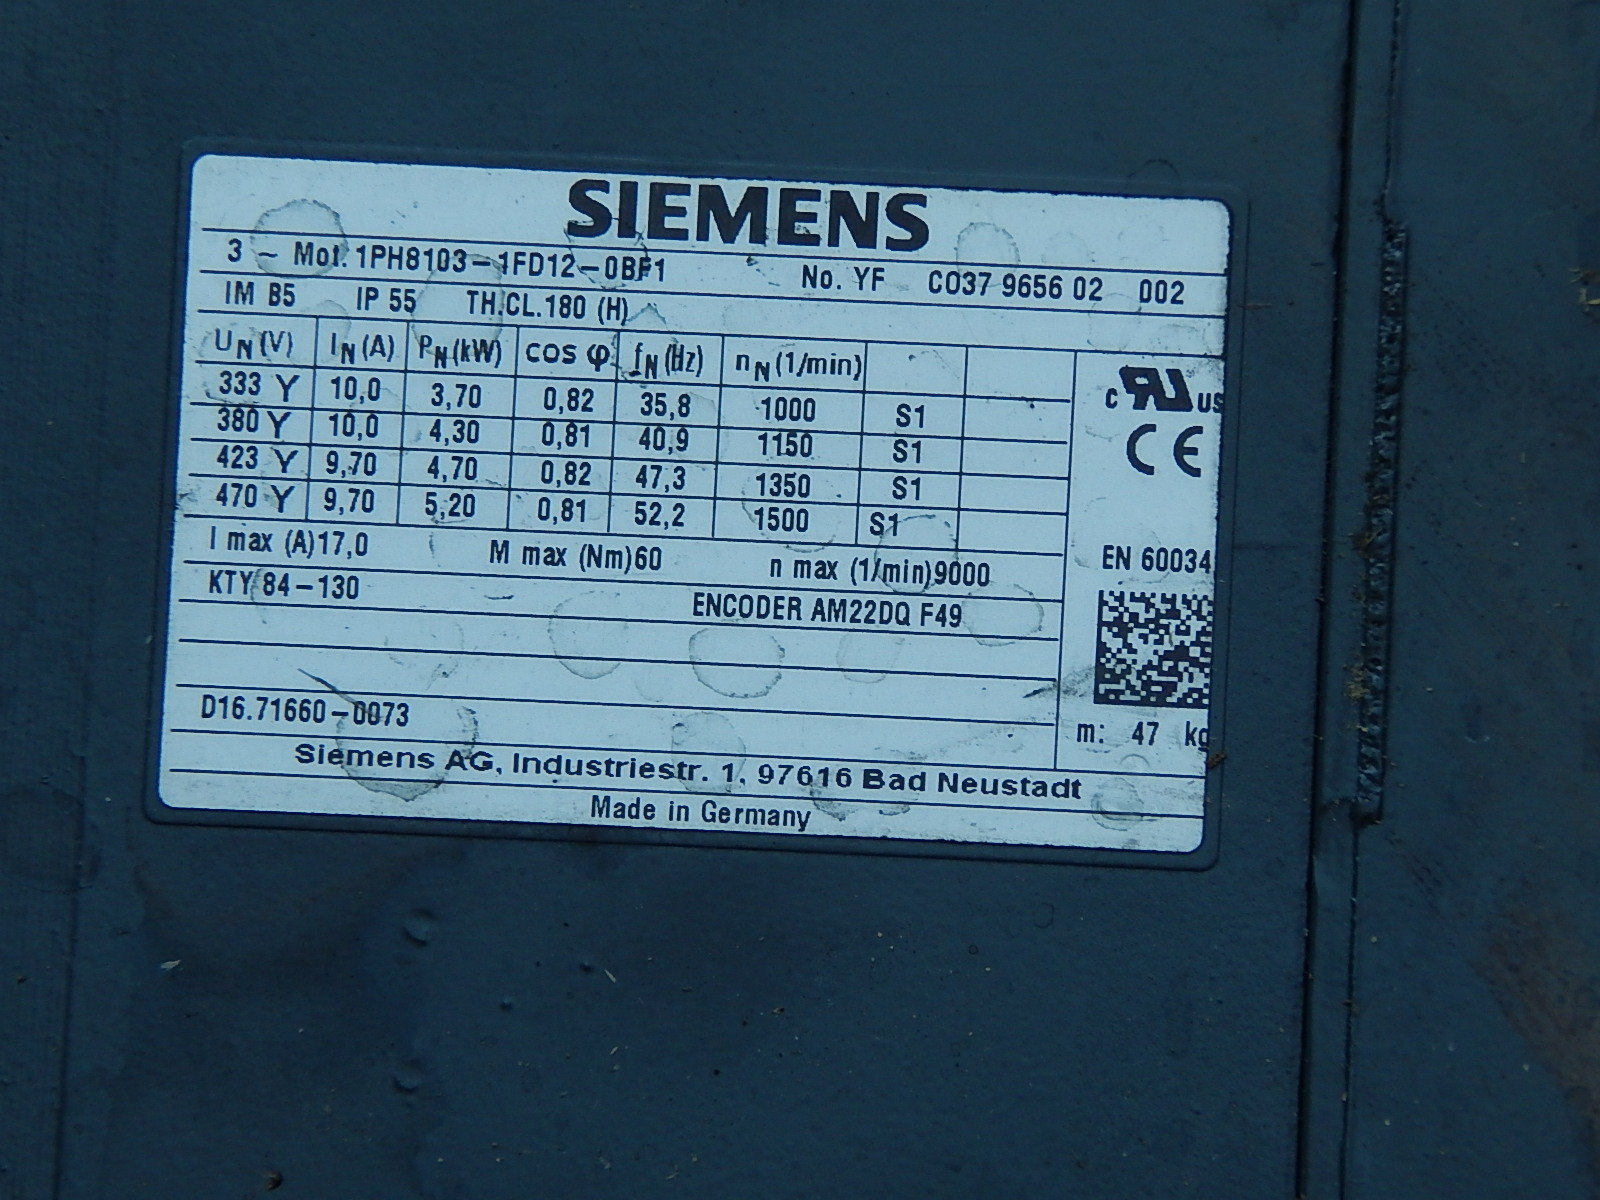 SIEMENS
3 ~ Mot. 1PH8103-1FD12-0BF1 No. YF C037 9656 02 002
IM B5 IP 55 TH.CL.180 (H)
UN(V) IN(A) PN(kW) cos φ fN(Hz) nN(1/min)
333 Y 10,0 3,70 0,82 35,8 1000 S1
380 Y 10,0 4,30 0,81 40,9 1150 S1
423 Y 9,70 4,70 0,82 47,3 1350 S1
470 Y 9,70 5,20 0,81 52,2 1500 S1
I max (A)17,0 M max (Nm)60 n max (1/min)9000
KTY 84-130 ENCODER AM22DQ F49
c RU us
CE
EN 60034
m: 47 kg
D16.71660-0073
Siemens AG, Industriestr. 1, 97616 Bad Neustadt
Made in Germany